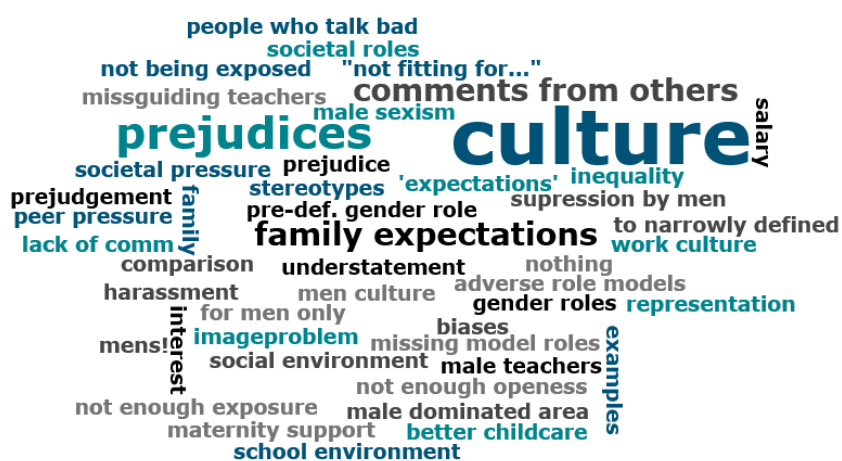 people who talk bad
societal roles
not being exposed
"not fitting for..."
missguiding teachers
comments from others
salary
male sexism
prejudices
culture
societal pressure
prejudice
stereotypes
'expectations'
inequality
prejudgement
family
supression by men
peer pressure
pre-def. gender role
to narrowly defined
lack of comm
family expectations
work culture
comparison
understatement
nothing
adverse role models
harassment
men culture
gender roles
representation
for men only
interest
biases
examples
imageproblem
missing model roles
mens!
social environment
male teachers
not enough openess
not enough exposure
male dominated area
maternity support
better childcare
school environment